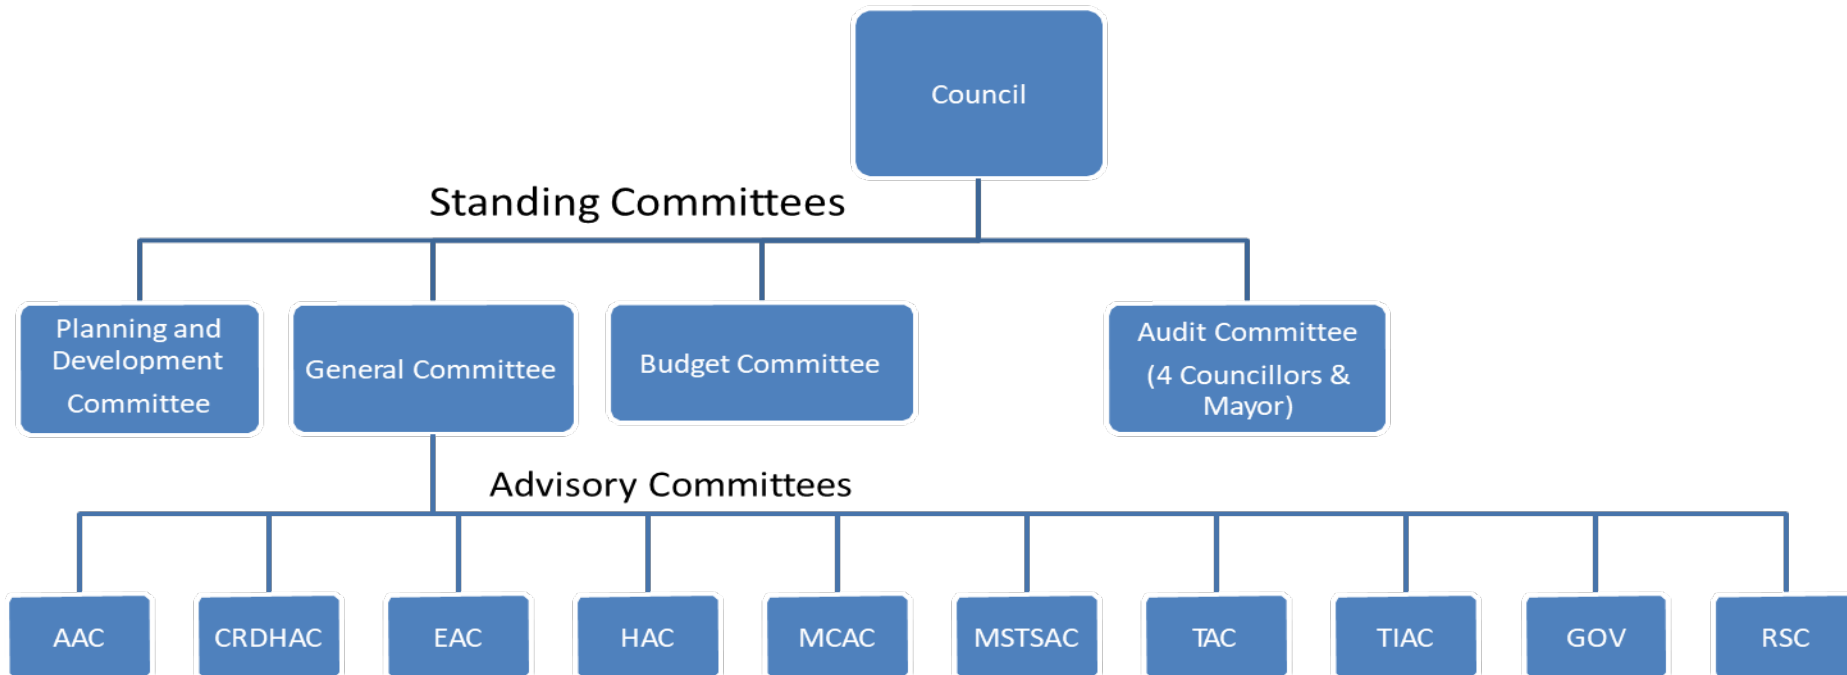 Council
Standing Committees
Planning and
Development
Committee
General Committee
Budget Committee
Audit Committee
(4 Councillors &
Mayor)
Advisory Committees
AAC
CRDHAC
EAC
HAC
MCAC
MSTSAC
TAC
TIAC
GOV
RSC